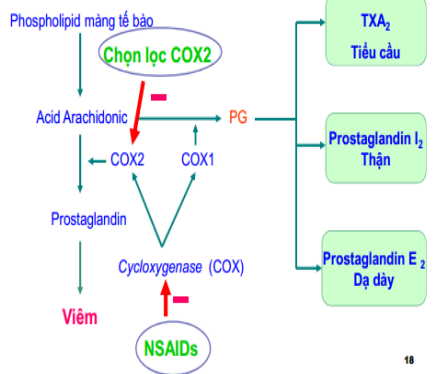 Phospholipid màng tế bào
Chọn lọc COX2
TXA₂
Tiểu cầu
Acid Arachidonic
PG
COX2
COX1
Prostaglandin I₂
Thận
Prostaglandin
Cycloxygenase (COX)
Prostaglandin E ₂
Dạ dày
Viêm
NSAIDs
18